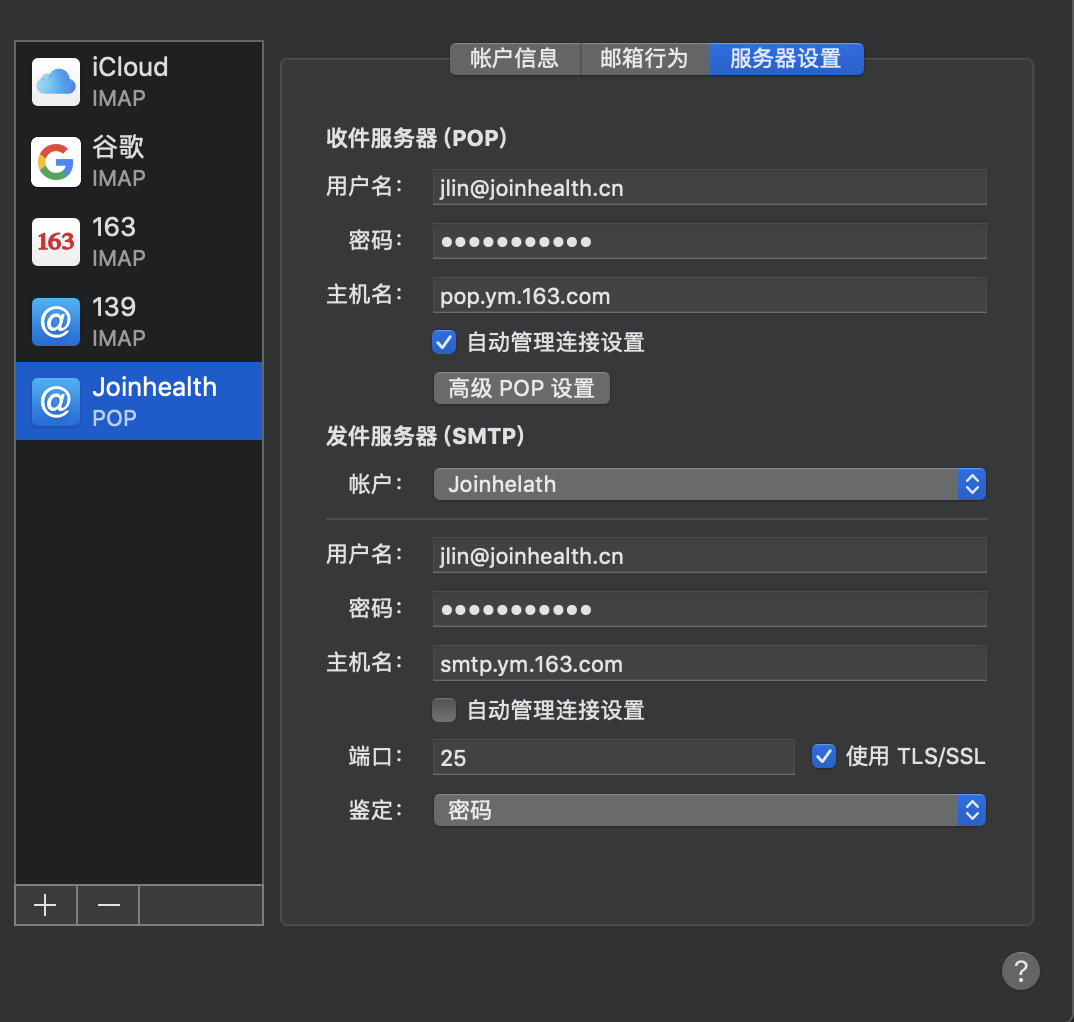 iCloud
IMAP
谷歌
IMAP
163
163
IMAP
@
139
IMAP
@
Joinhealth
POP
帐户信息 邮箱行为 服务器设置
收件服务器 (POP)
用户名： jlin@joinhealth.cn
密码： ●●●●●●●●●●●
主机名： pop.ym.163.com
自动管理连接设置
高级 POP 设置
发件服务器 (SMTP)
帐户： Joinhelath
用户名： jlin@joinhealth.cn
密码： ●●●●●●●●●●●
主机名： smtp.ym.163.com
自动管理连接设置
端口： 25 使用 TLS/SSL
鉴定： 密码
?